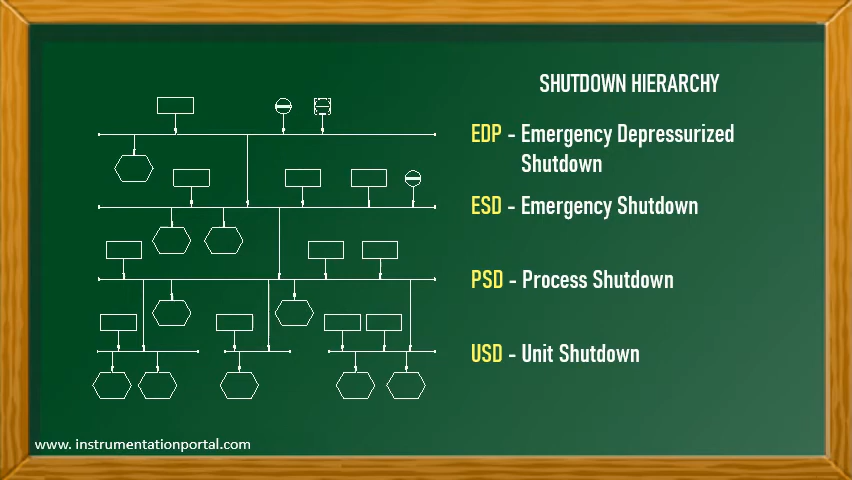 SHUTDOWN HIERARCHY
EDP - Emergency Depressurized
Shutdown
ESD - Emergency Shutdown
PSD - Process Shutdown
USD - Unit Shutdown
www. instrumentationportal.com